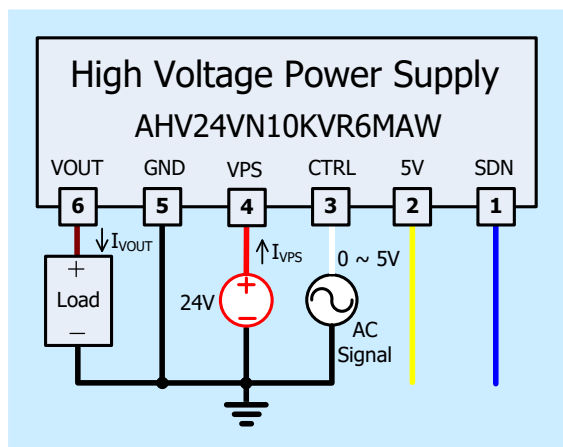 High Voltage Power Supply
AHV24VN10KVR6MAW
VOUT GND VPS CTRL 5V SDN
6 5 4 3 2 1
↓IVOUT ↑IVPS 0 ~ 5V
+ +
Load 24V
− −
AC
Signal